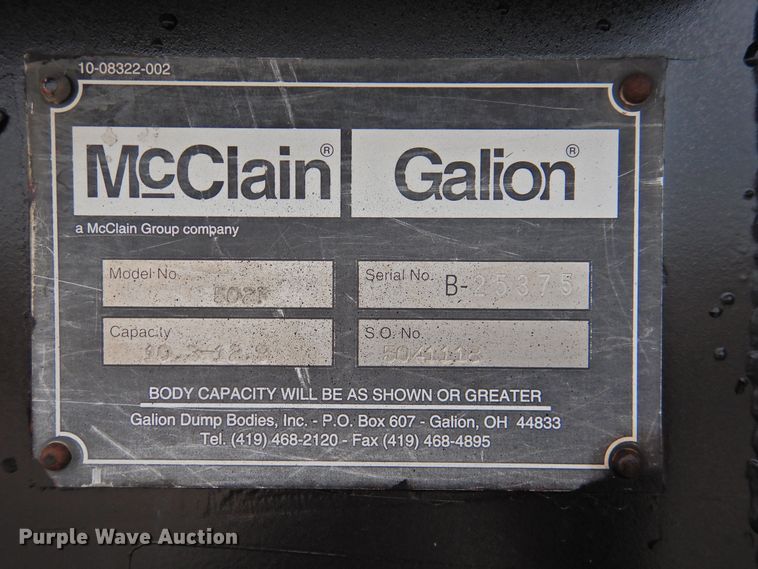 10-08322-002
McClain® Galion®
a McClain Group company
Model No. Serial No. B-25375
Capacity S.O. No.
BODY CAPACITY WILL BE AS SHOWN OR GREATER
Galion Dump Bodies, Inc. - P.O. Box 607 - Galion, OH 44833
Tel. (419) 468-2120 - Fax (419) 468-4895
Purple Wave Auction